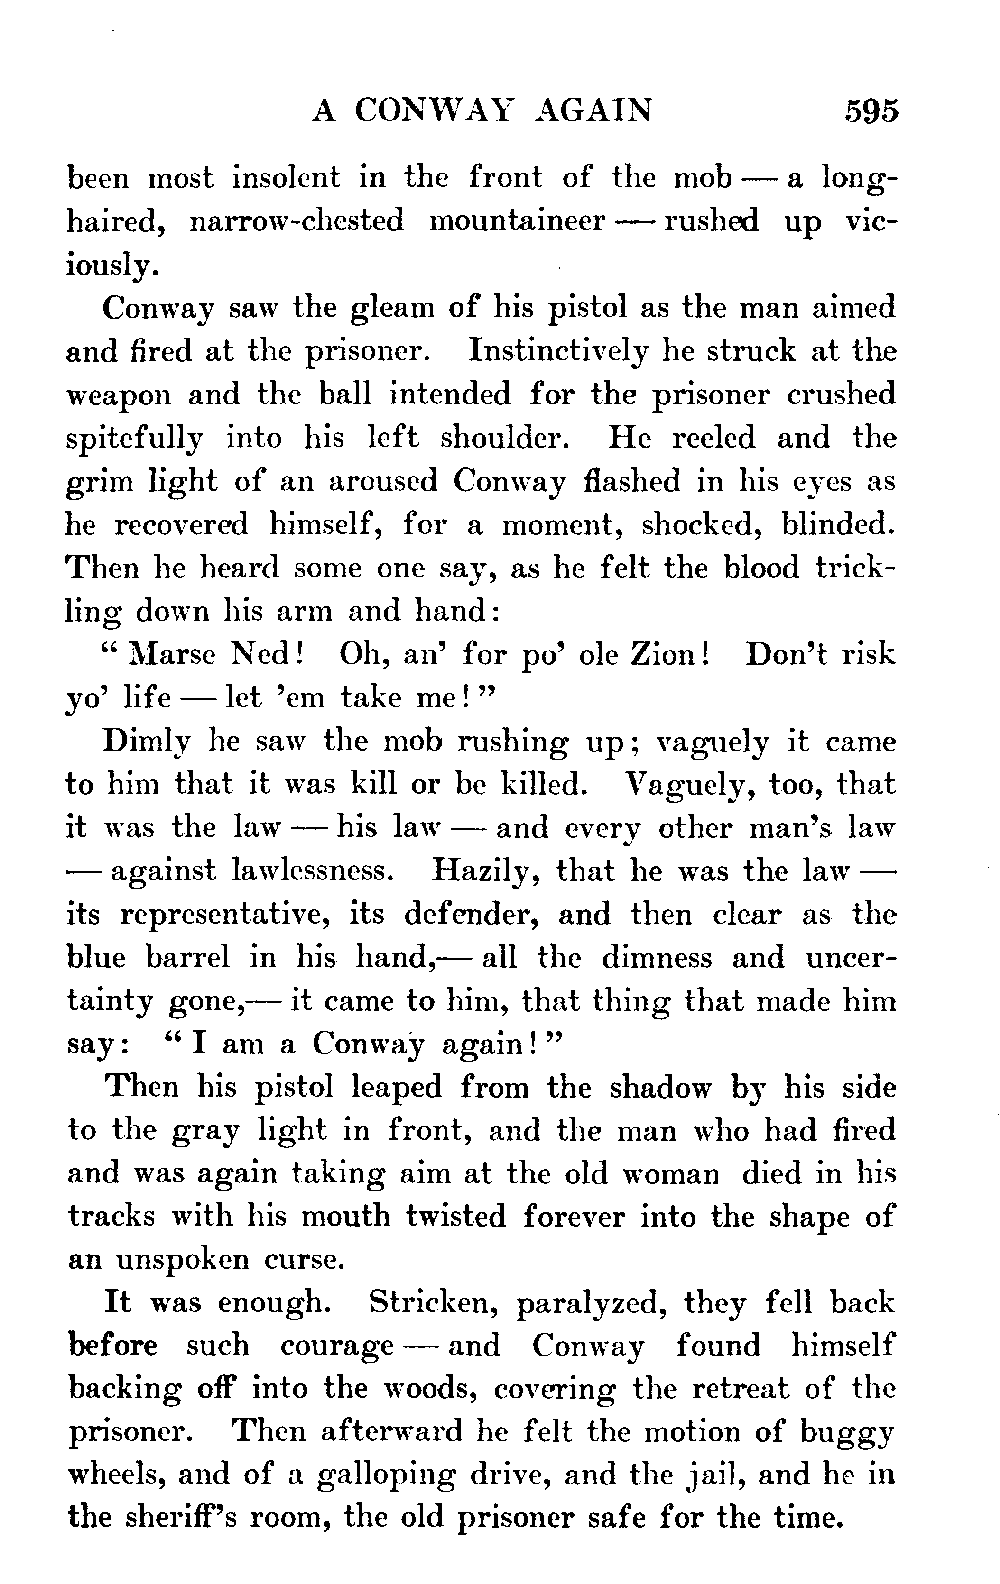 A CONWAY AGAIN 595
been most insolent in the front of the mob — a long-
haired, narrow-chested mountaineer — rushed up vic-
iously.
Conway saw the gleam of his pistol as the man aimed
and fired at the prisoner. Instinctively he struck at the
weapon and the ball intended for the prisoner crushed
spitefully into his left shoulder. He reeled and the
grim light of an aroused Conway flashed in his eyes as
he recovered himself, for a moment, shocked, blinded.
Then he heard some one say, as he felt the blood trick-
ling down his arm and hand:
“ Marse Ned! Oh, an’ for po’ ole Zion! Don’t risk
yo’ life — let ’em take me! ”
Dimly he saw the mob rushing up; vaguely it came
to him that it was kill or be killed. Vaguely, too, that
it was the law — his law — and every other man’s law
— against lawlessness. Hazily, that he was the law —
its representative, its defender, and then clear as the
blue barrel in his hand,— all the dimness and uncer-
tainty gone,— it came to him, that thing that made him
say: “ I am a Conway again! ”
Then his pistol leaped from the shadow by his side
to the gray light in front, and the man who had fired
and was again taking aim at the old woman died in his
tracks with his mouth twisted forever into the shape of
an unspoken curse.
It was enough. Stricken, paralyzed, they fell back
before such courage — and Conway found himself
backing off into the woods, covering the retreat of the
prisoner. Then afterward he felt the motion of buggy
wheels, and of a galloping drive, and the jail, and he in
the sheriff’s room, the old prisoner safe for the time.